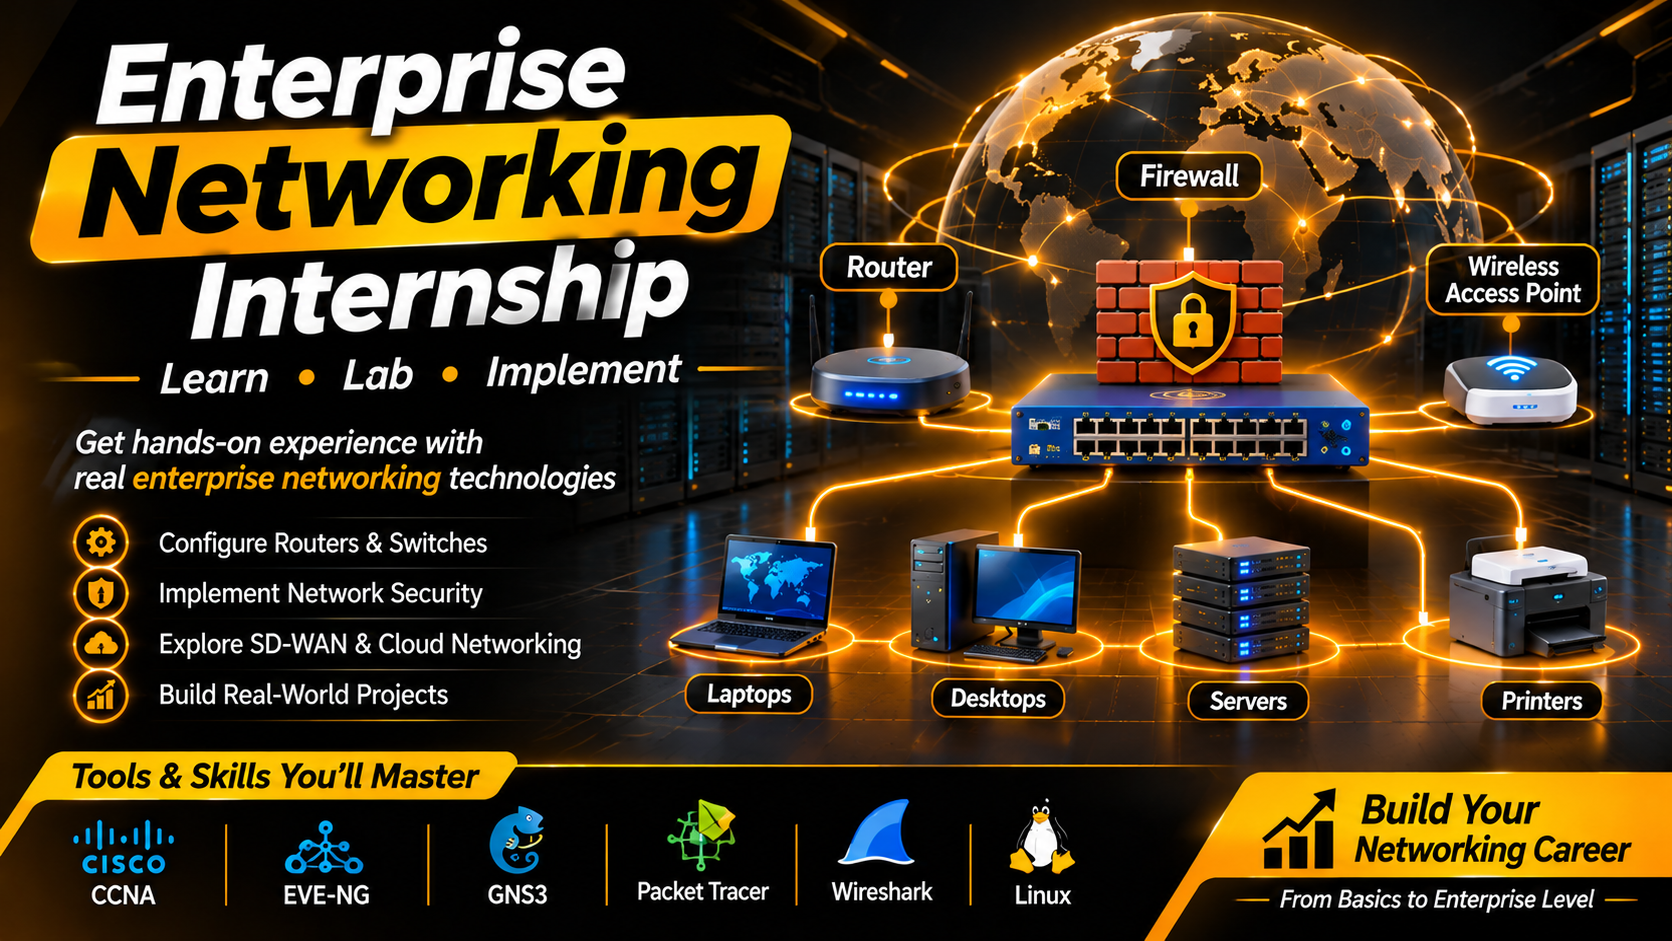 Enterprise
Networking
Internship
Learn • Lab • Implement
Get hands-on experience with
real enterprise networking technologies
Configure Routers & Switches
Implement Network Security
Explore SD-WAN & Cloud Networking
Build Real-World Projects
Firewall
Router
Wireless
Access Point
Laptops
Desktops
Servers
Printers
Tools & Skills You'll Master
CISCO
CCNA
EVE-NG
GNS3
Packet Tracer
Wireshark
Linux
Build Your
Networking Career
From Basics to Enterprise Level